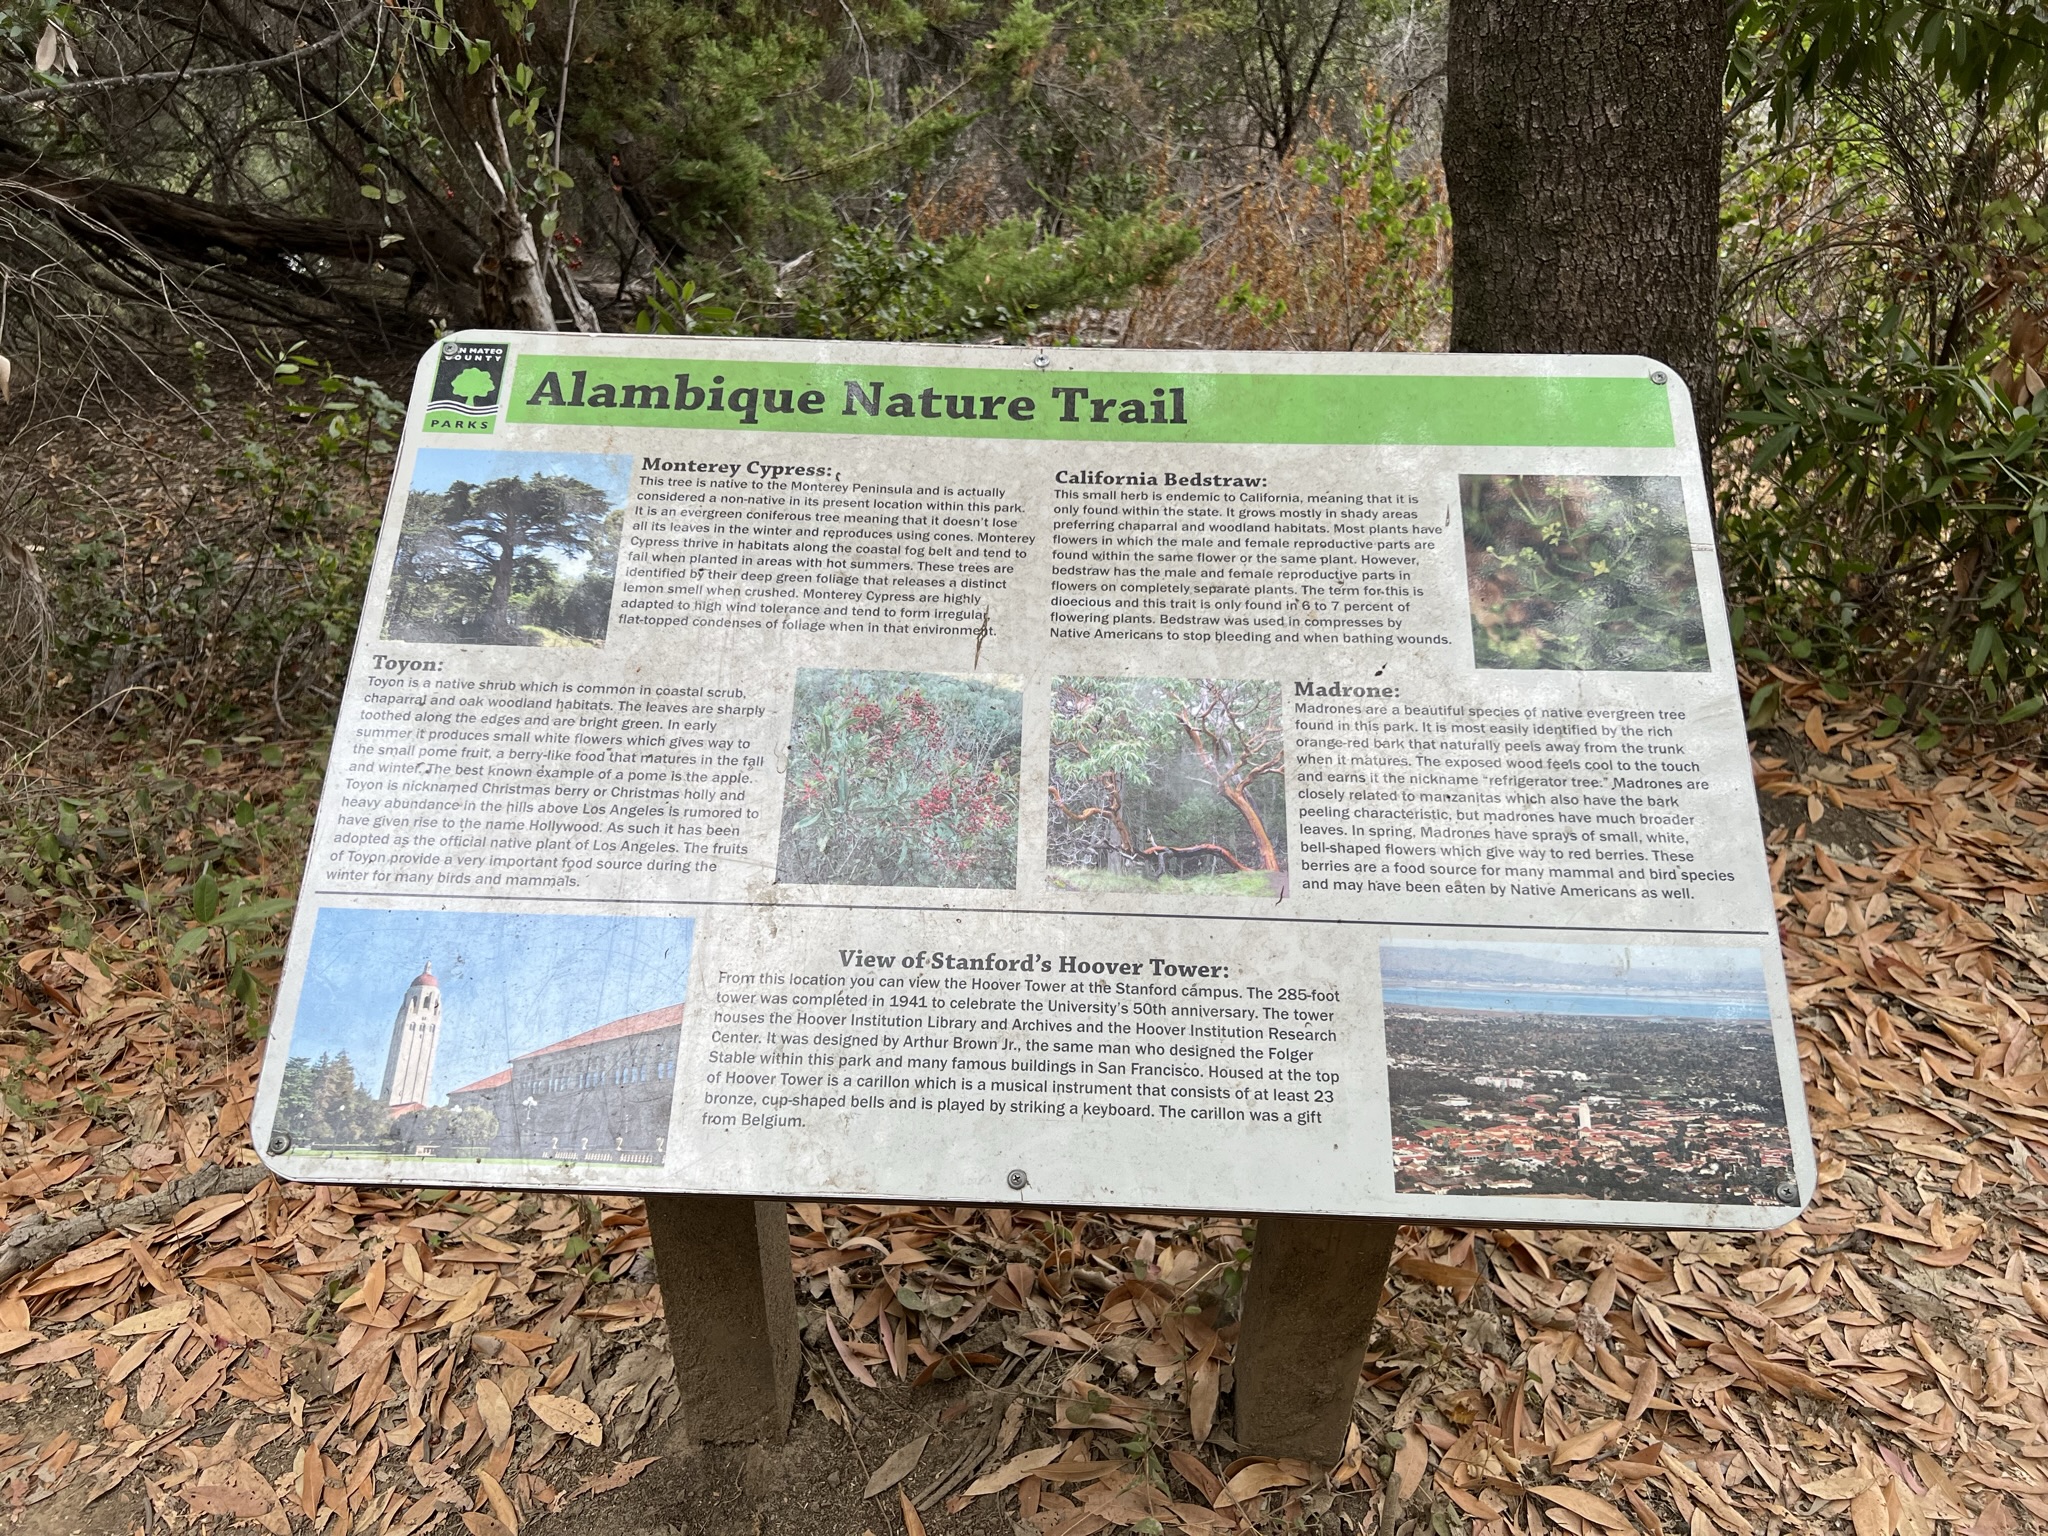 N MATEO
COUNTY
PARKS
Alambique Nature Trail
Monterey Cypress:
This tree is native to the Monterey Peninsula and is actually
considered a non-native in its present location within this park.
It is an evergreen coniferous tree meaning that it doesn't lose
all its leaves in the winter and reproduces using cones. Monterey
Cypress thrive in habitats along the coastal fog belt and tend to
fail when planted in areas with hot summers. These trees are
identified by their deep green foliage that releases a distinct
lemon smell when crushed. Monterey Cypress are highly
adapted to high wind tolerance and tend to form irregular,
flat-topped condenses of foliage when in that environment.
California Bedstraw:
This small herb is endemic to California, meaning that it is
only found within the state. It grows mostly in shady areas
preferring chaparral and woodland habitats. Most plants have
flowers in which the male and female reproductive parts are
found within the same flower or the same plant. However,
bedstraw has the male and female reproductive parts in
flowers on completely separate plants. The term for this is
dioecious and this trait is only found in 6 to 7 percent of
flowering plants. Bedstraw was used in compresses by
Native Americans to stop bleeding and when bathing wounds.
Toyon:
Toyon is a native shrub which is common in coastal scrub,
chaparral and oak woodland habitats. The leaves are sharply
toothed along the edges and are bright green. In early
summer it produces small white flowers which gives way to
the small pome fruit, a berry-like food that matures in the fall
and winter. The best known example of a pome is the apple.
Toyon is nicknamed Christmas berry or Christmas holly and
heavy abundance in the hills above Los Angeles is rumored to
have given rise to the name Hollywood. As such it has been
adopted as the official native plant of Los Angeles. The fruits
of Toyon provide a very important food source during the
winter for many birds and mammals.
Madrone:
Madrones are a beautiful species of native evergreen tree
found in this park. It is most easily identified by the rich
orange-red bark that naturally peels away from the trunk
when it matures. The exposed wood feels cool to the touch
and earns it the nickname "refrigerator tree." Madrones are
closely related to manzanitas which also have the bark
peeling characteristic, but madrones have much broader
leaves. In spring, Madrones have sprays of small, white,
bell-shaped flowers which give way to red berries. These
berries are a food source for many mammal and bird species
and may have been eaten by Native Americans as well.
View of Stanford's Hoover Tower:
From this location you can view the Hoover Tower at the Stanford campus. The 285-foot
tower was completed in 1941 to celebrate the University's 50th anniversary. The tower
houses the Hoover Institution Library and Archives and the Hoover Institution Research
Center. It was designed by Arthur Brown Jr., the same man who designed the Folger
Stable within this park and many famous buildings in San Francisco. Housed at the top
of Hoover Tower is a carillon which is a musical instrument that consists of at least 23
bronze, cup-shaped bells and is played by striking a keyboard. The carillon was a gift
from Belgium.